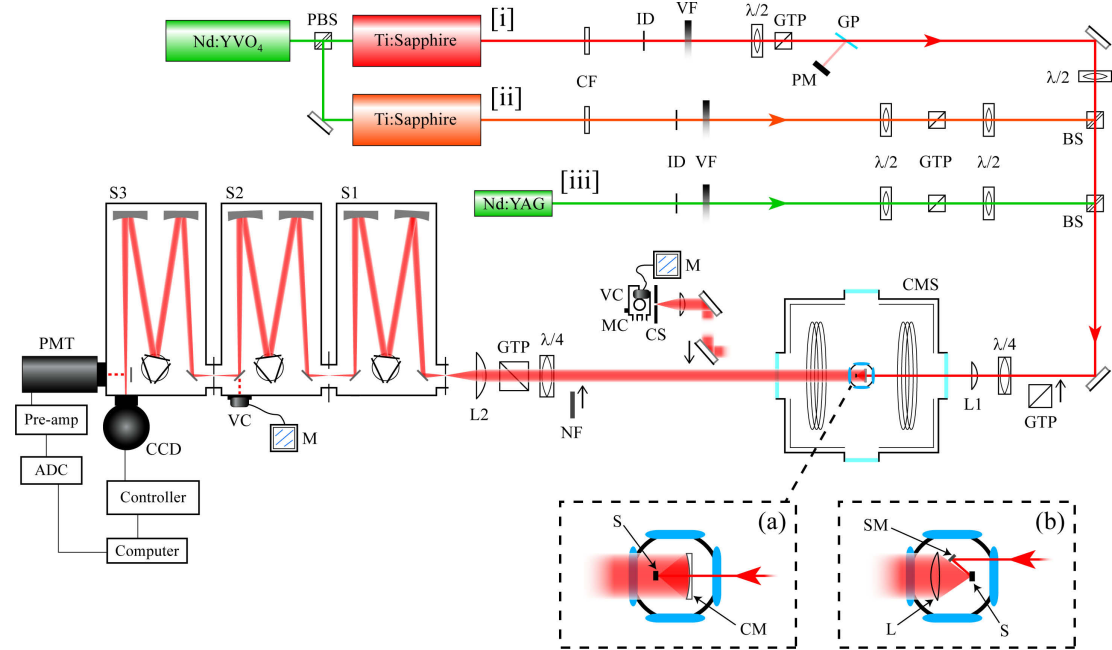 PBS
Nd:YVO₄
Ti:Sapphire
[i]
CF
ID
VF
λ/2
GTP
GP
PM
λ/2
Ti:Sapphire
[ii]
BS
λ/2
GTP
λ/2
ID
VF
Nd:YAG
[iii]
BS
S3
S2
S1
M
VC
MC
CS
CMS
PMT
GTP
λ/4
L1
λ/4
GTP
L2
NF
VC
M
CCD
Pre-amp
ADC
Controller
Computer
(a)
S
CM
(b)
SM
L
S